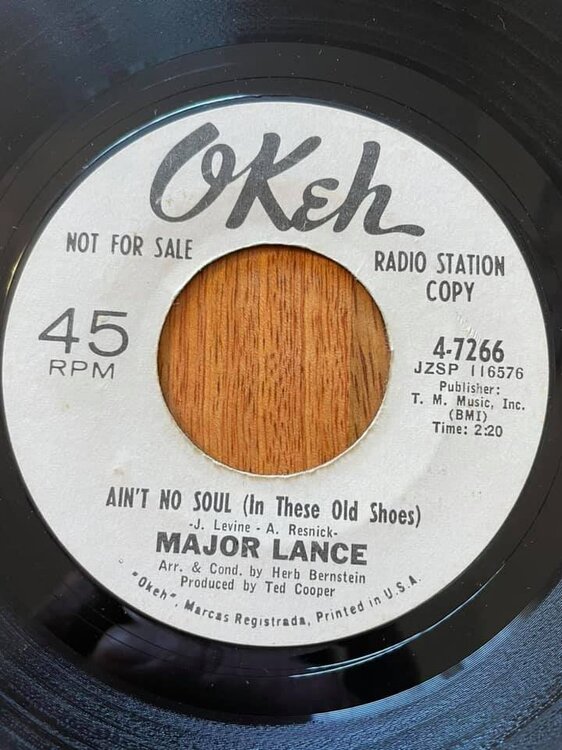 OKeh
NOT FOR SALE
RADIO STATION
COPY
45
RPM
4-7266
JZSP 116576
Publisher:
T. M. Music, Inc.
(BMI)
Time: 2:20
AIN'T NO SOUL (In These Old Shoes)
-J. Levine - A. Resnick-
MAJOR LANCE
Arr. & Cond. by Herb Bernstein
Produced by Ted Cooper
"Okeh", Marcas Registrada, Printed in U.S.A.